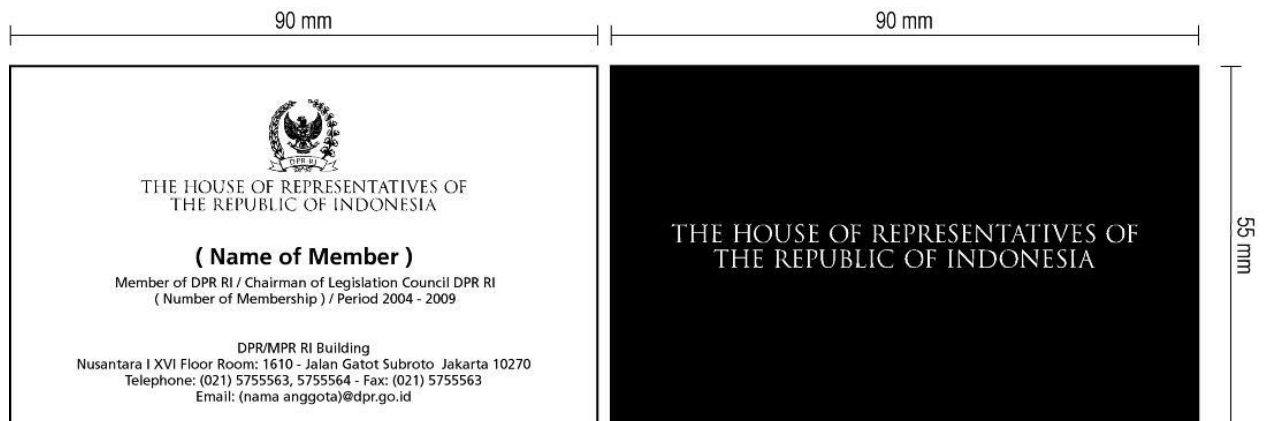 90 mm
90 mm
DPR RI
THE HOUSE OF REPRESENTATIVES OF
THE REPUBLIC OF INDONESIA
( Name of Member )
Member of DPR RI / Chairman of Legislation Council DPR RI
( Number of Membership ) / Period 2004 - 2009
DPR/MPR RI Building
Nusantara I XVI Floor Room: 1610 - Jalan Gatot Subroto Jakarta 10270
Telephone: (021) 5755563, 5755564 - Fax: (021) 5755563
Email: (nama anggota)@dpr.go.id
THE HOUSE OF REPRESENTATIVES OF
THE REPUBLIC OF INDONESIA
55 mm